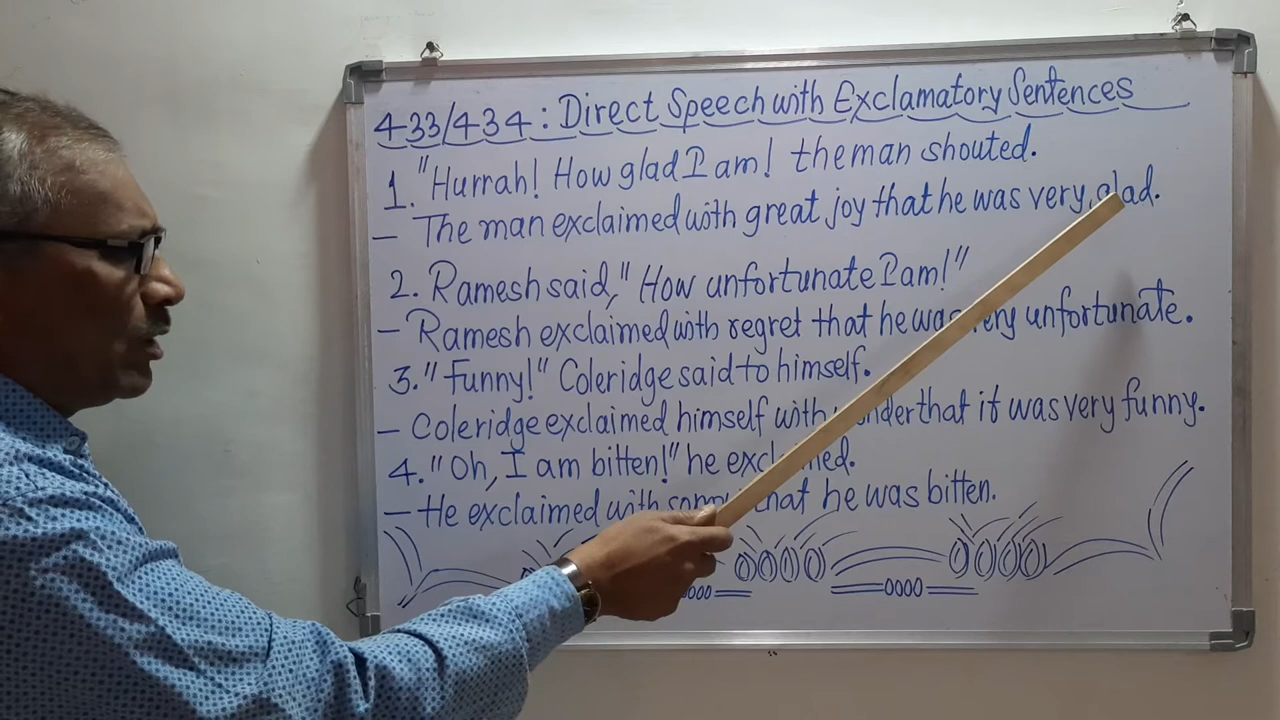 433/434 : Direct Speech with Exclamatory Sentences
1. "Hurrah! How glad I am! the man shouted.
- The man exclaimed with great joy that he was very glad.
2. Ramesh said, "How unfortunate I am!"
- Ramesh exclaimed with regret that he was very unfortunate.
3. "Funny!" Coleridge said to himself.
- Coleridge exclaimed himself with wonder that it was very funny.
4. "Oh, I am bitten!" he exclaimed.
- He exclaimed with sorrow that he was bitten.